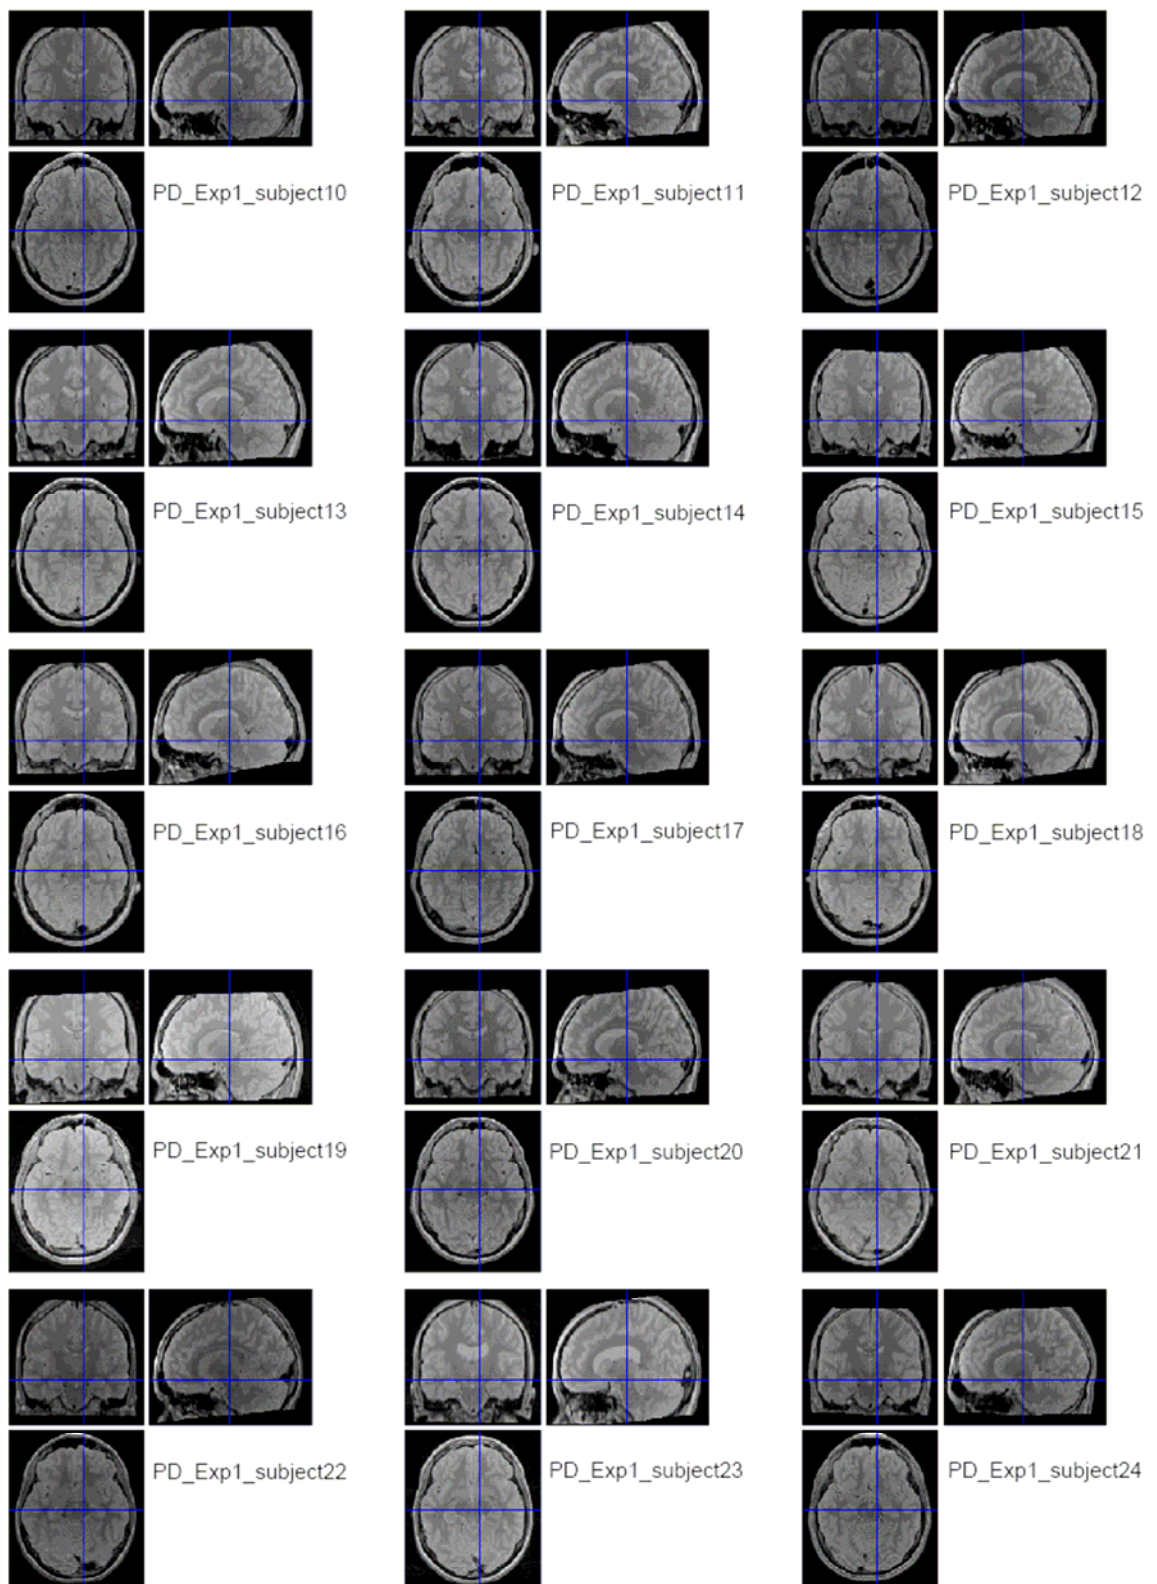 PD_Exp1_subject10
PD_Exp1_subject11
PD_Exp1_subject12
PD_Exp1_subject13
PD_Exp1_subject14
PD_Exp1_subject15
PD_Exp1_subject16
PD_Exp1_subject17
PD_Exp1_subject18
PD_Exp1_subject19
PD_Exp1_subject20
PD_Exp1_subject21
PD_Exp1_subject22
PD_Exp1_subject23
PD_Exp1_subject24